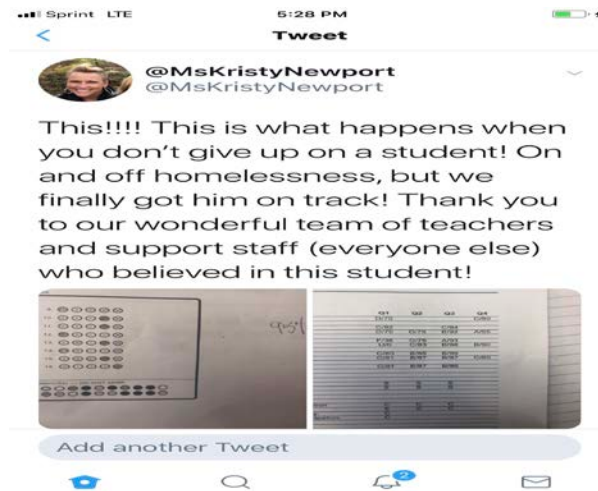 Sprint LTE 5:28 PM
Tweet
@MsKristyNewport
@MsKristyNewport
This!!!! This is what happens when
you don't give up on a student! On
and off homelessness, but we
finally got him on track! Thank you
to our wonderful team of teachers
and support staff (everyone else)
who believed in this student!
Q1 Q2 Q3 Q4
Add another Tweet
2